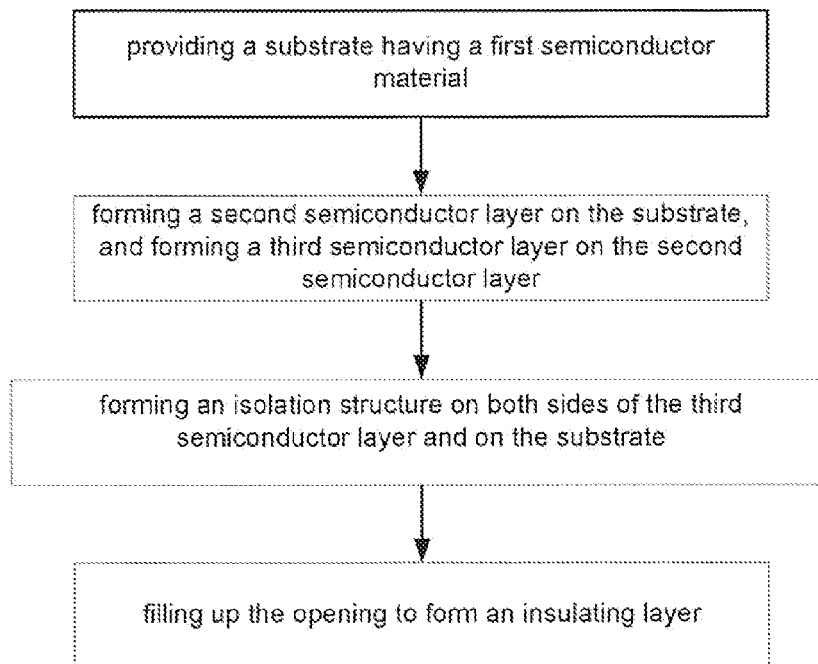 providing a substrate having a first semiconductor
material
forming a second semiconductor layer on the substrate,
and forming a third semiconductor layer on the second
semiconductor layer
forming an isolation structure on both sides of the third
semiconductor layer and on the substrate
filling up the opening to form an insulating layer